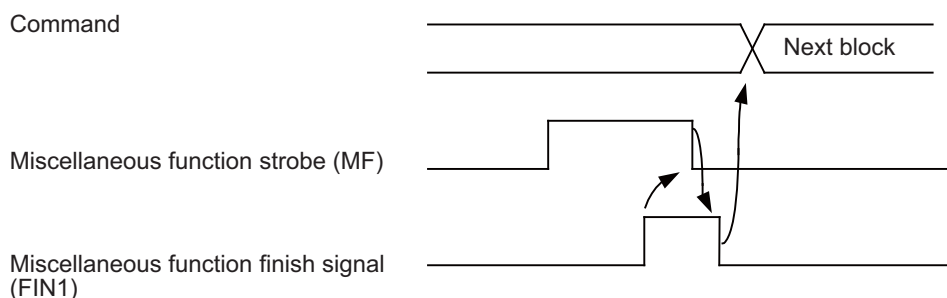 Command
Next block
Miscellaneous function strobe (MF)
Miscellaneous function finish signal
(FIN1)